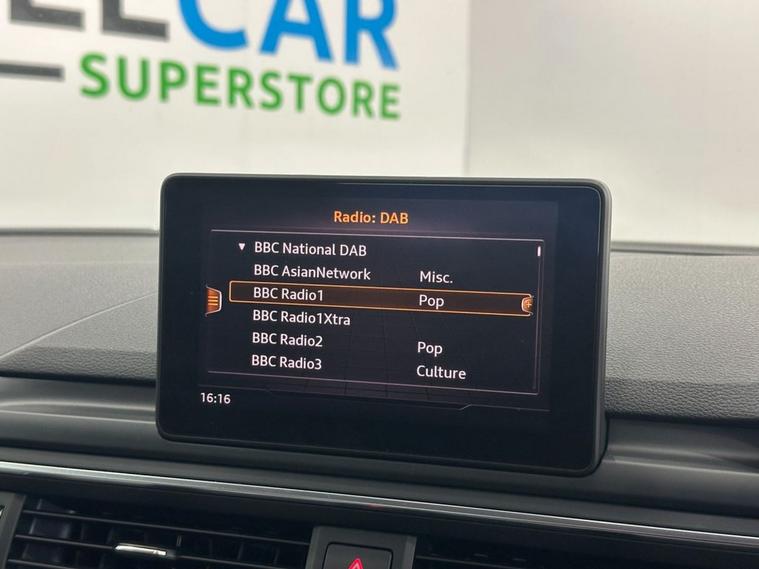 CAR
SUPERSTORE
Radio: DAB
BBC National DAB
BBC AsianNetwork Misc.
BBC Radio1 Pop
BBC Radio1Xtra
BBC Radio2 Pop
BBC Radio3 Culture
16:16